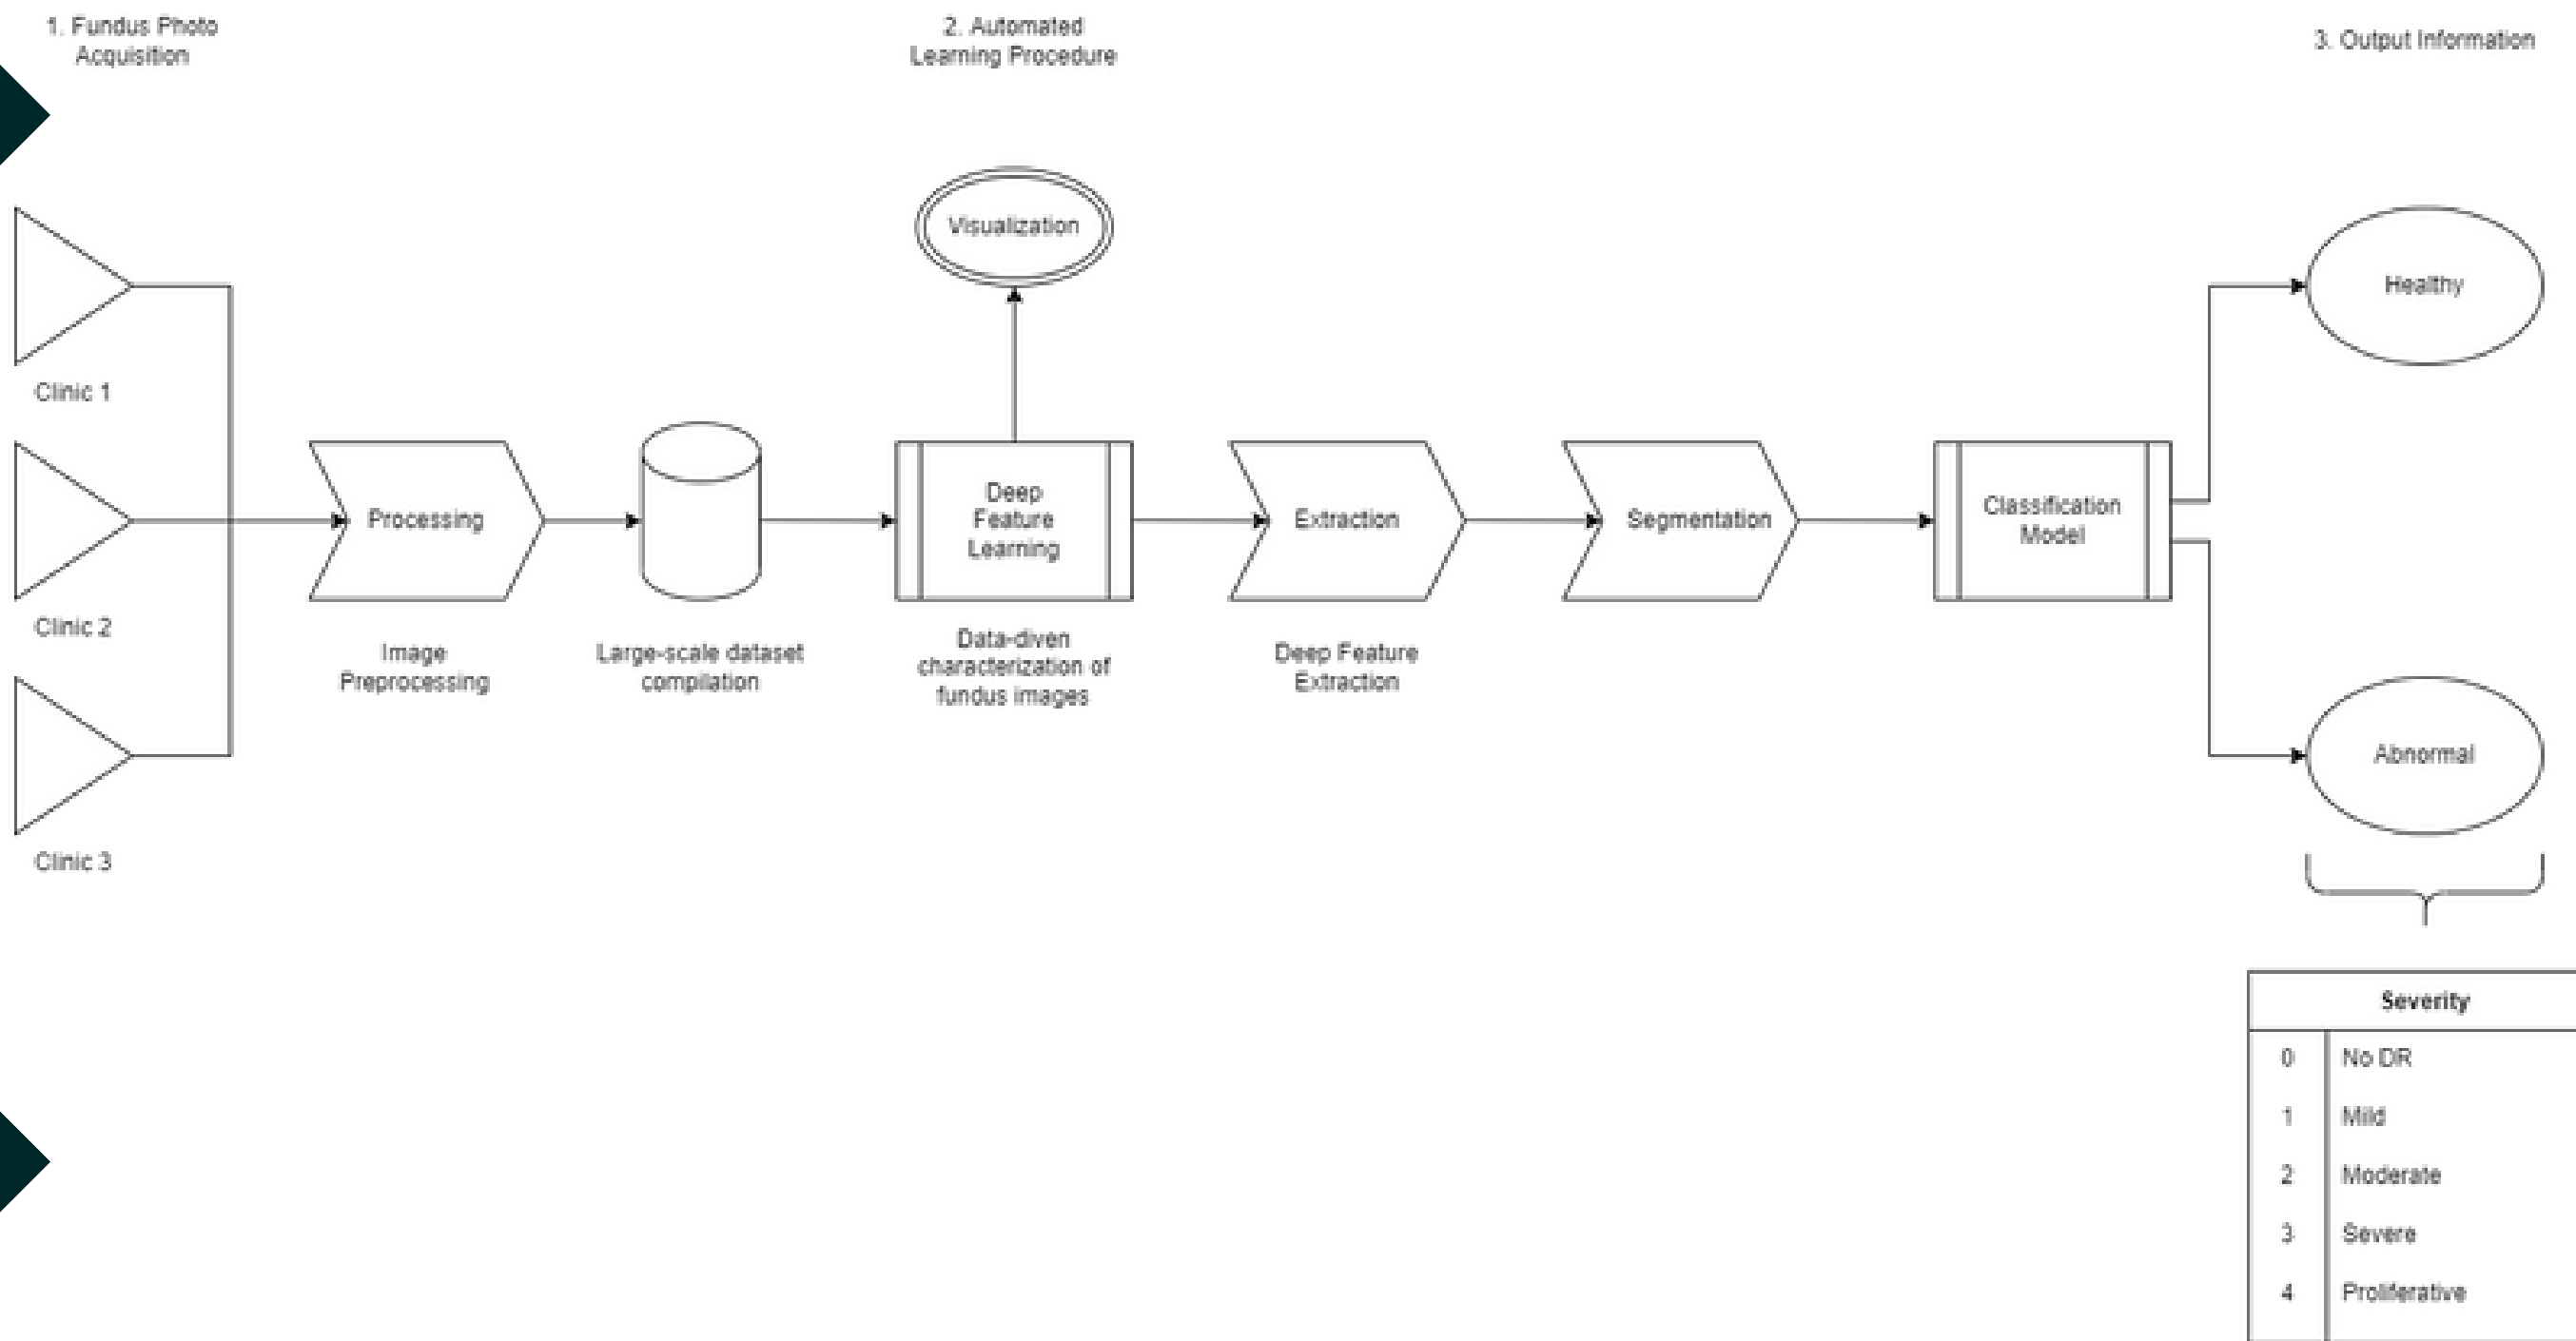 1. Fundus Photo
Acquisition
2. Automated
Learning Procedure
3. Output Information
Visualization
Healthy
Clinic 1
Processing
Deep
Feature
Learning
Extraction
Segmentation
Classification
Model
Clinic 2
Image
Preprocessing
Large-scale dataset
compilation
Data-diven
characterization of
fundus images
Deep Feature
Extraction
Abnormal
Clinic 3
Severity
0 No DR
1 Mild
2 Moderate
3 Severe
4 Proliferative